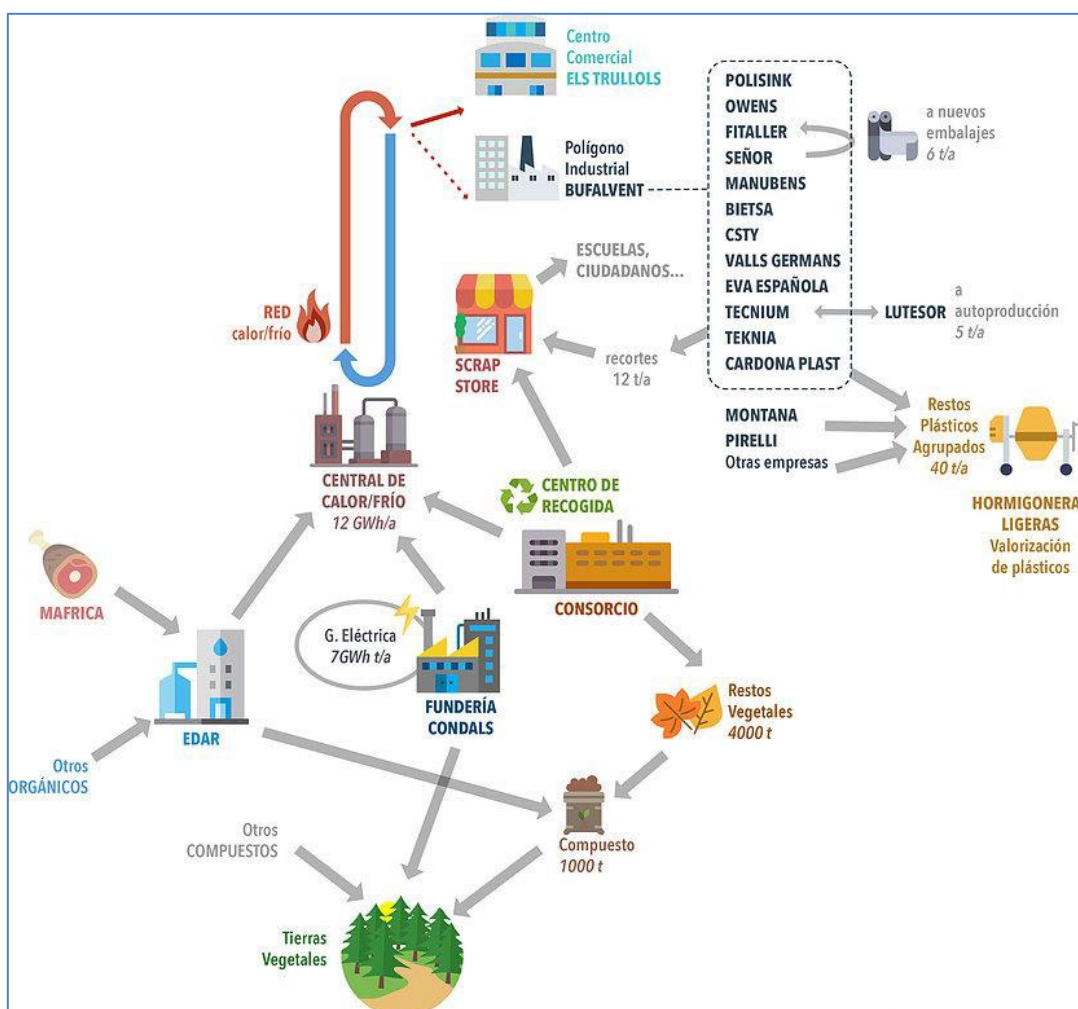 Centro
Comercial
ELS TRULLOLS
Polígono
Industrial
BUFALVENT
POLISINK
OWENS
FITALLER
SEÑOR
MANUBENS
BIETSA
CSTY
VALLS GERMANS
EVA ESPAÑOLA
TECNIUM
TEKNIA
CARDONA PLAST
a nuevos
embalajes
6 t/a
LUTESOR
a
autoproducción
5 t/a
ESCUELAS,
CIUDADANOS...
RED
calor/frío
SCRAP
STORE
recortes
12 t/a
MONTANA
PIRELLI
Otras empresas
Restos
Plásticos
Agrupados
40 t/a
HORMIGONERA
LIGERAS
Valorización
de plásticos
CENTRAL DE
CALOR/FRÍO
12 GWh/a
CENTRO DE
RECOGIDA
CONSORCIO
MAFRICA
G. Eléctrica
7GWh t/a
FUNDERÍA
CONDALS
EDAR
Otros
ORGÁNICOS
Restos
Vegetales
4000 t
Otros
COMPUESTOS
Compuesto
1000 t
Tierras
Vegetales